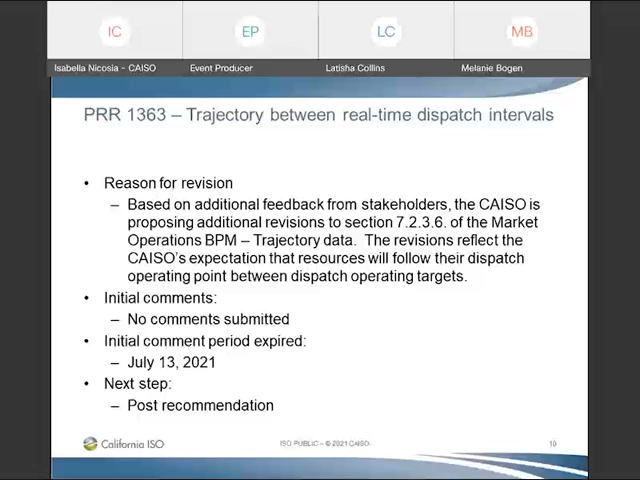 IC
EP
LC
MB
Isabella Nicosia – CAISO
Event Producer
Latisha Collins
Melanie Bogen
PRR 1363 – Trajectory between real-time dispatch intervals
• Reason for revision
– Based on additional feedback from stakeholders, the CAISO is
proposing additional revisions to section 7.2.3.6. of the Market
Operations BPM – Trajectory data. The revisions reflect the
CAISO's expectation that resources will follow their dispatch
operating point between dispatch operating targets.
• Initial comments:
– No comments submitted
• Initial comment period expired:
– July 13, 2021
• Next step:
– Post recommendation
California ISO
ISO PUBLIC – © 2021 CAISO
10